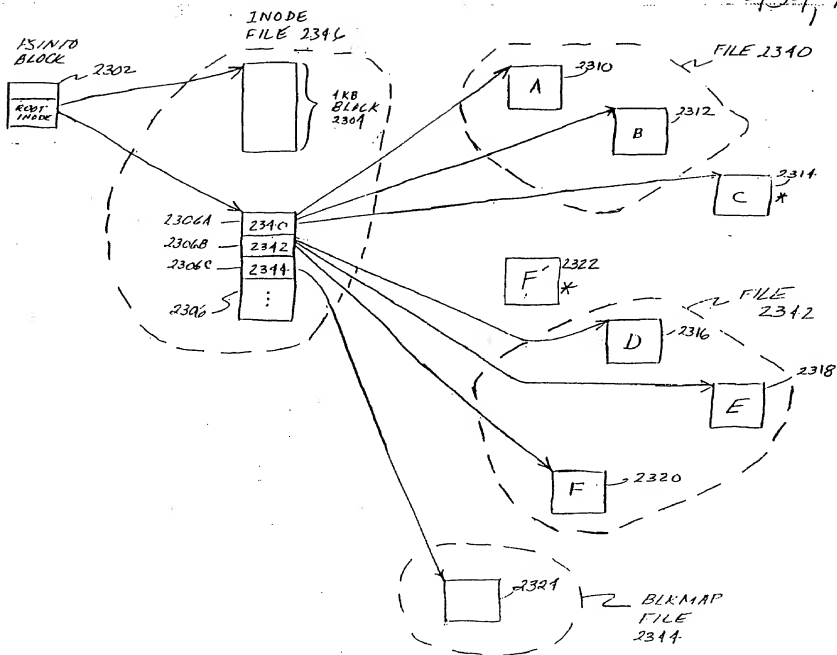 INODE
FILE 2346
FSINFO
BLOCK
2302
ROOT
INODE
4KB
BLOCK
2304
FILE 2340
A
2310
B
2312
2314
C
*
2306A
2340
2306B
2342
2306C
2344
2306
⋮
F'
2322
*
FILE
2342
D
2316
2318
E
F
2320
2324
BLKMAP
FILE
2344